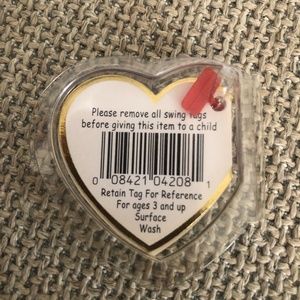 Please remove all swing tags
before giving this item to a child
0 08421 04208 1
Retain Tag For Reference
For ages 3 and up
Surface
Wash